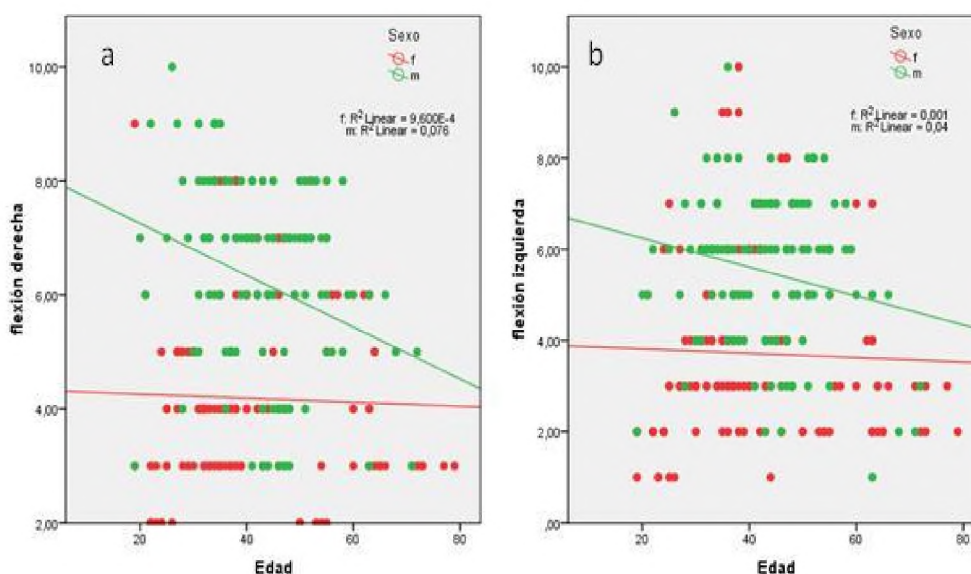 a
Sexo
f
m
f: R² Linear = 9,600E-4
m: R² Linear = 0,076
flexión derecha
10,00
8,00
6,00
4,00
2,00
20
40
60
80
Edad
b
Sexo
f
m
f: R² Linear = 0,001
m: R² Linear = 0,04
flexión izquierda
10,00
8,00
6,00
4,00
2,00
,00
20
40
60
80
Edad